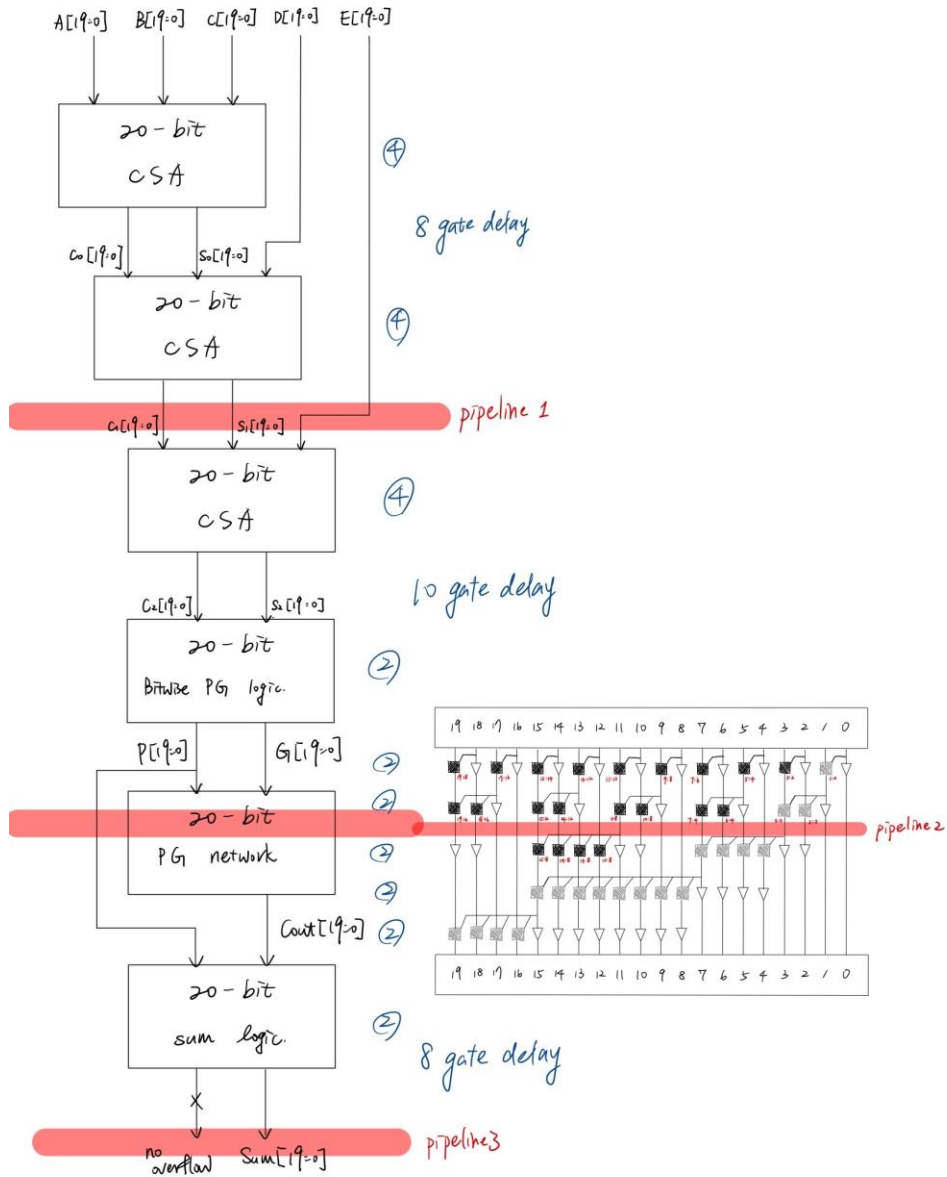 A[19:0] B[19:0] C[19:0] D[19:0] E[19:0]
20-bit
CSA
④
8 gate delay
C₀[19:0] S₀[19:0]
20-bit
CSA
④
pipeline 1
C₁[19:0] S₁[19:0]
20-bit
CSA
④
10 gate delay
C₂[19:0] S₂[19:0]
20-bit
Bitwise PG logic.
②
P[19:0] G[19:0]
②
20-bit
②
PG network
②
②
Cout[19:0] ②
19 18 17 16 15 14 13 12 11 10 9 8 7 6 5 4 3 2 1 0
pipeline 2
19 18 17 16 15 14 13 12 11 10 9 8 7 6 5 4 3 2 1 0
20-bit
sum logic.
②
8 gate delay
X
pipeline3
no
overflow Sum[19:0]